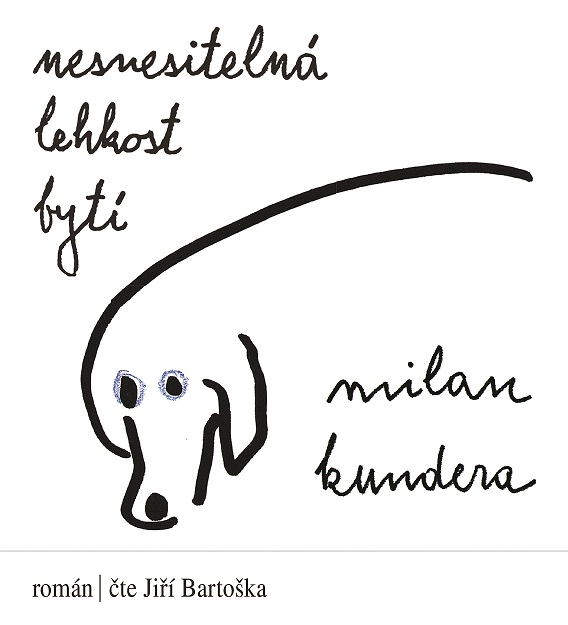 nesnesitelná
lehkost
bytí
milan
kundera
román | čte Jiří Bartoška